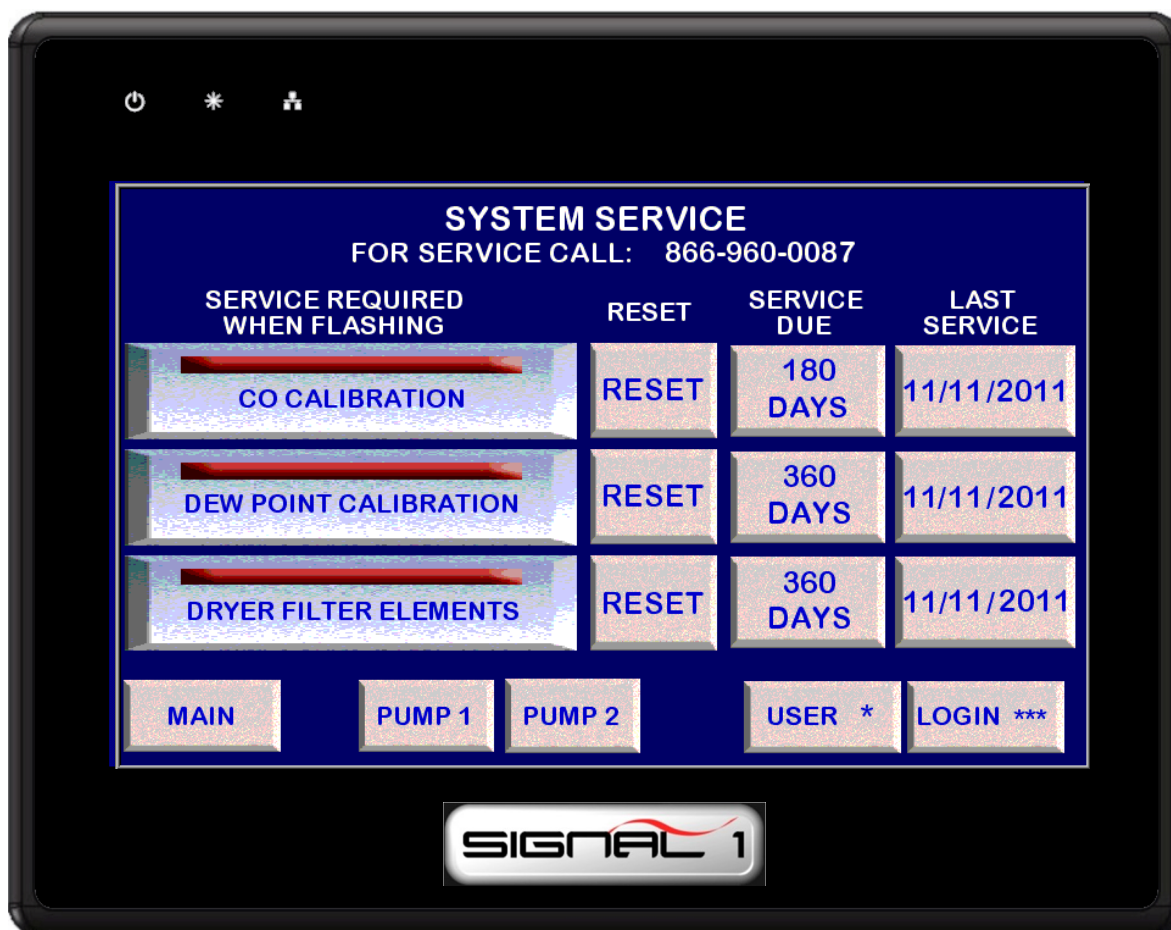 SYSTEM SERVICE
FOR SERVICE CALL: 866-960-0087
SERVICE REQUIRED
WHEN FLASHING
RESET
SERVICE
DUE
LAST
SERVICE
CO CALIBRATION
RESET
180
DAYS
11/11/2011
DEW POINT CALIBRATION
RESET
360
DAYS
11/11/2011
DRYER FILTER ELEMENTS
RESET
360
DAYS
11/11/2011
MAIN
PUMP 1
PUMP 2
USER *
LOGIN ***
SIGNAL 1